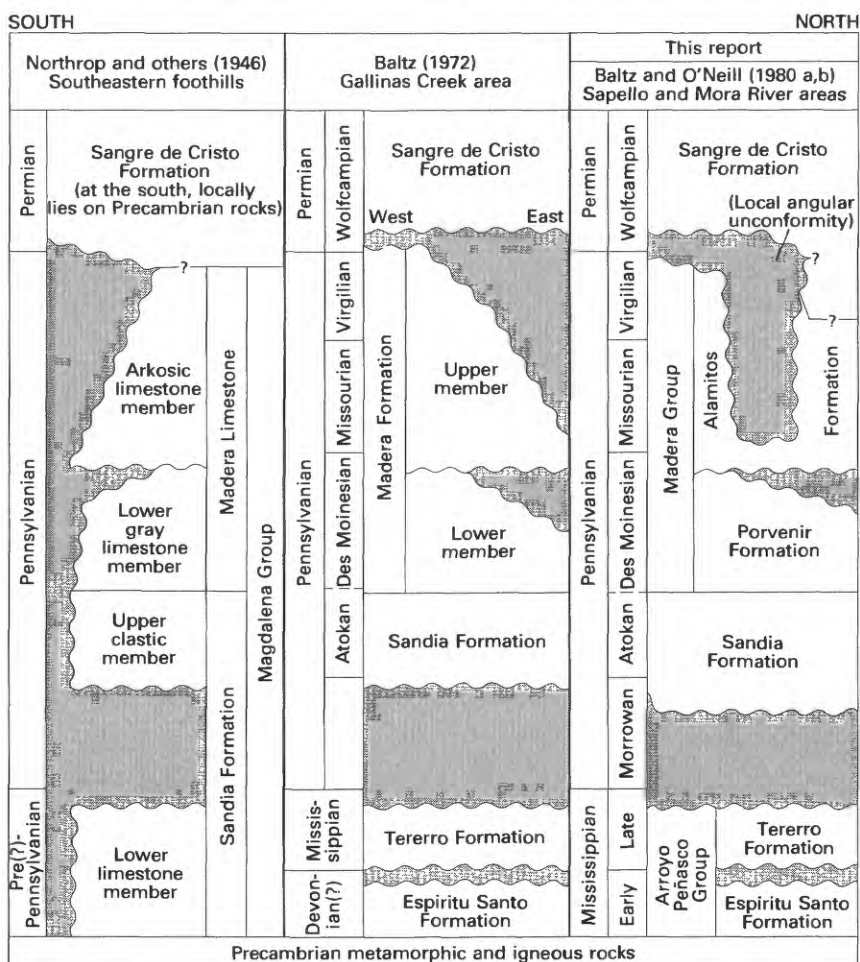 SOUTH
NORTH
Northrop and others (1946)
Southeastern foothills
Baltz (1972)
Gallinas Creek area
This report
Baltz and O'Neill (1980 a,b)
Sapello and Mora River areas
Permian
Sangre de Cristo
Formation
(at the south, locally
lies on Precambrian rocks)
Pennsylvanian
?
Arkosic
limestone
member
Lower
gray
limestone
member
Madera Limestone
Upper
clastic
member
Sandia Formation
Magdalena Group
Pre(?)-
Pennsylvanian
Lower
limestone
member
Permian
Wolfcampian
Sangre de Cristo
Formation
West
East
Pennsylvanian
Virgilian
Missourian
Des Moinesian
Atokan
Madera Formation
Upper
member
Lower
member
Sandia Formation
Missis-
sippian
Tererro Formation
Devon-
ian(?)
Espiritu Santo
Formation
Permian
Wolfcampian
Sangre de Cristo
Formation
(Local angular
unconformity)
?
?
Pennsylvanian
Virgilian
Missourian
Des Moinesian
Atokan
Morrowan
Madera Group
Alamitos
Formation
Porvenir
Formation
Sandia
Formation
Mississippian
Late
Early
Arroyo
Peñasco
Group
Tererro
Formation
Espiritu Santo
Formation
Precambrian metamorphic and igneous rocks